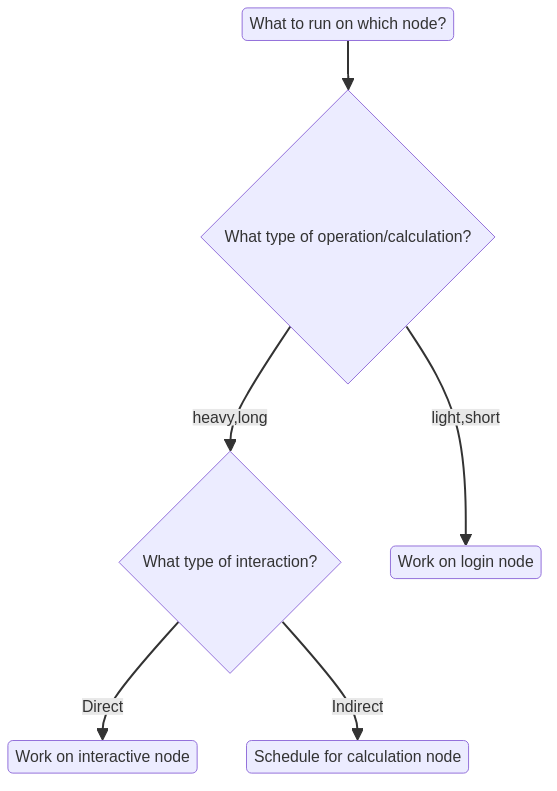 What to run on which node?
What type of operation/calculation?
heavy,long
light,short
What type of interaction?
Work on login node
Direct
Indirect
Work on interactive node
Schedule for calculation node